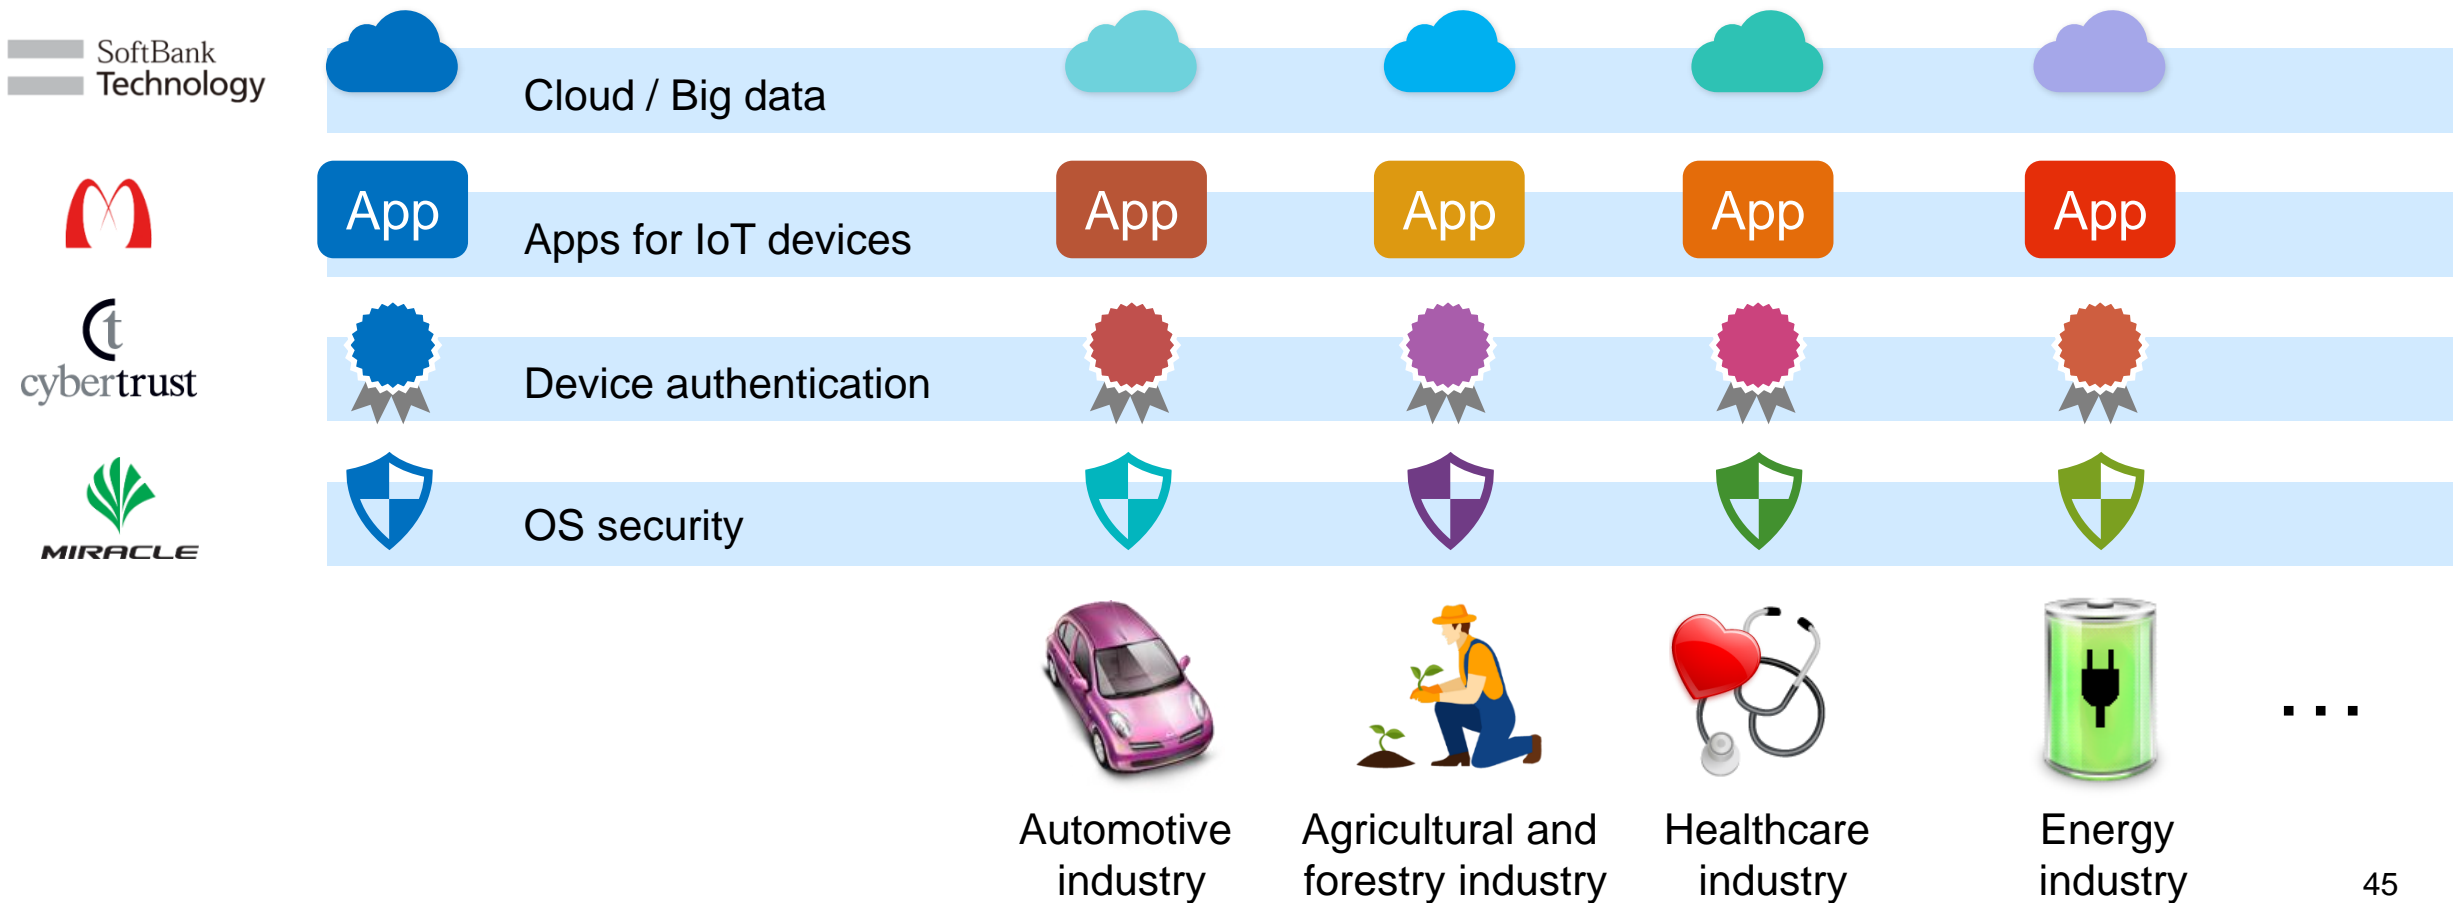 SoftBank
Technology
Cloud / Big data
App
Apps for IoT devices
App
App
App
App
cybertrust
Device authentication
MIRACLE
OS security
Automotive
industry
Agricultural and
forestry industry
Healthcare
industry
Energy
industry
...
45